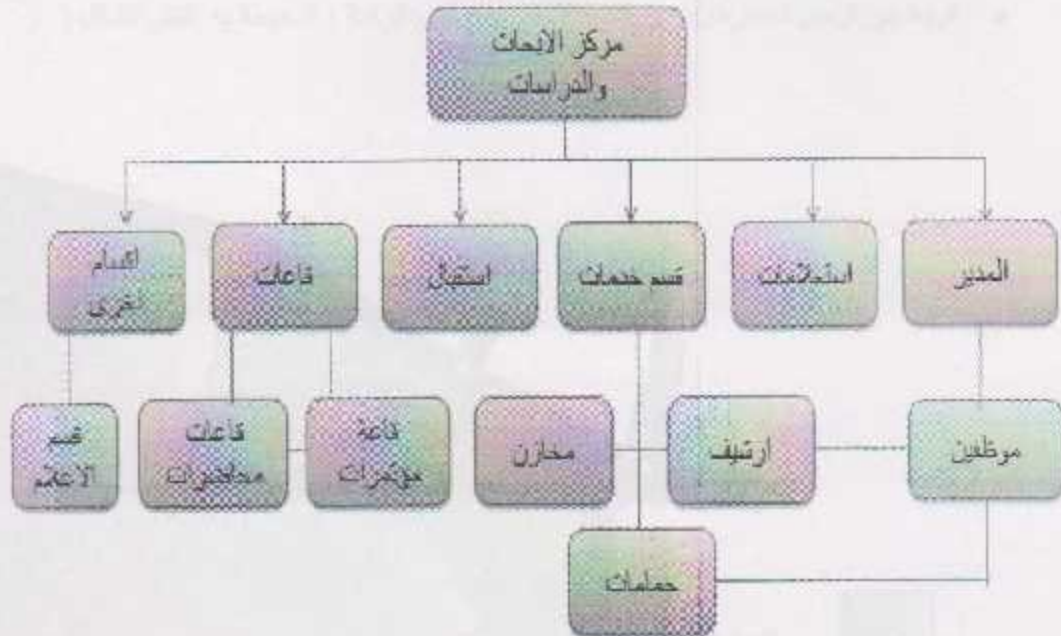 مركز الابحاث
والدراسات
المدير
استعلامات
قسم خدمات
استقبال
قاعات
اقسام
اخرى
موظفين
ارشيف
مخازن
قاعة
مؤتمرات
قاعات
محاضرات
قسم
الاعلام
حمامات